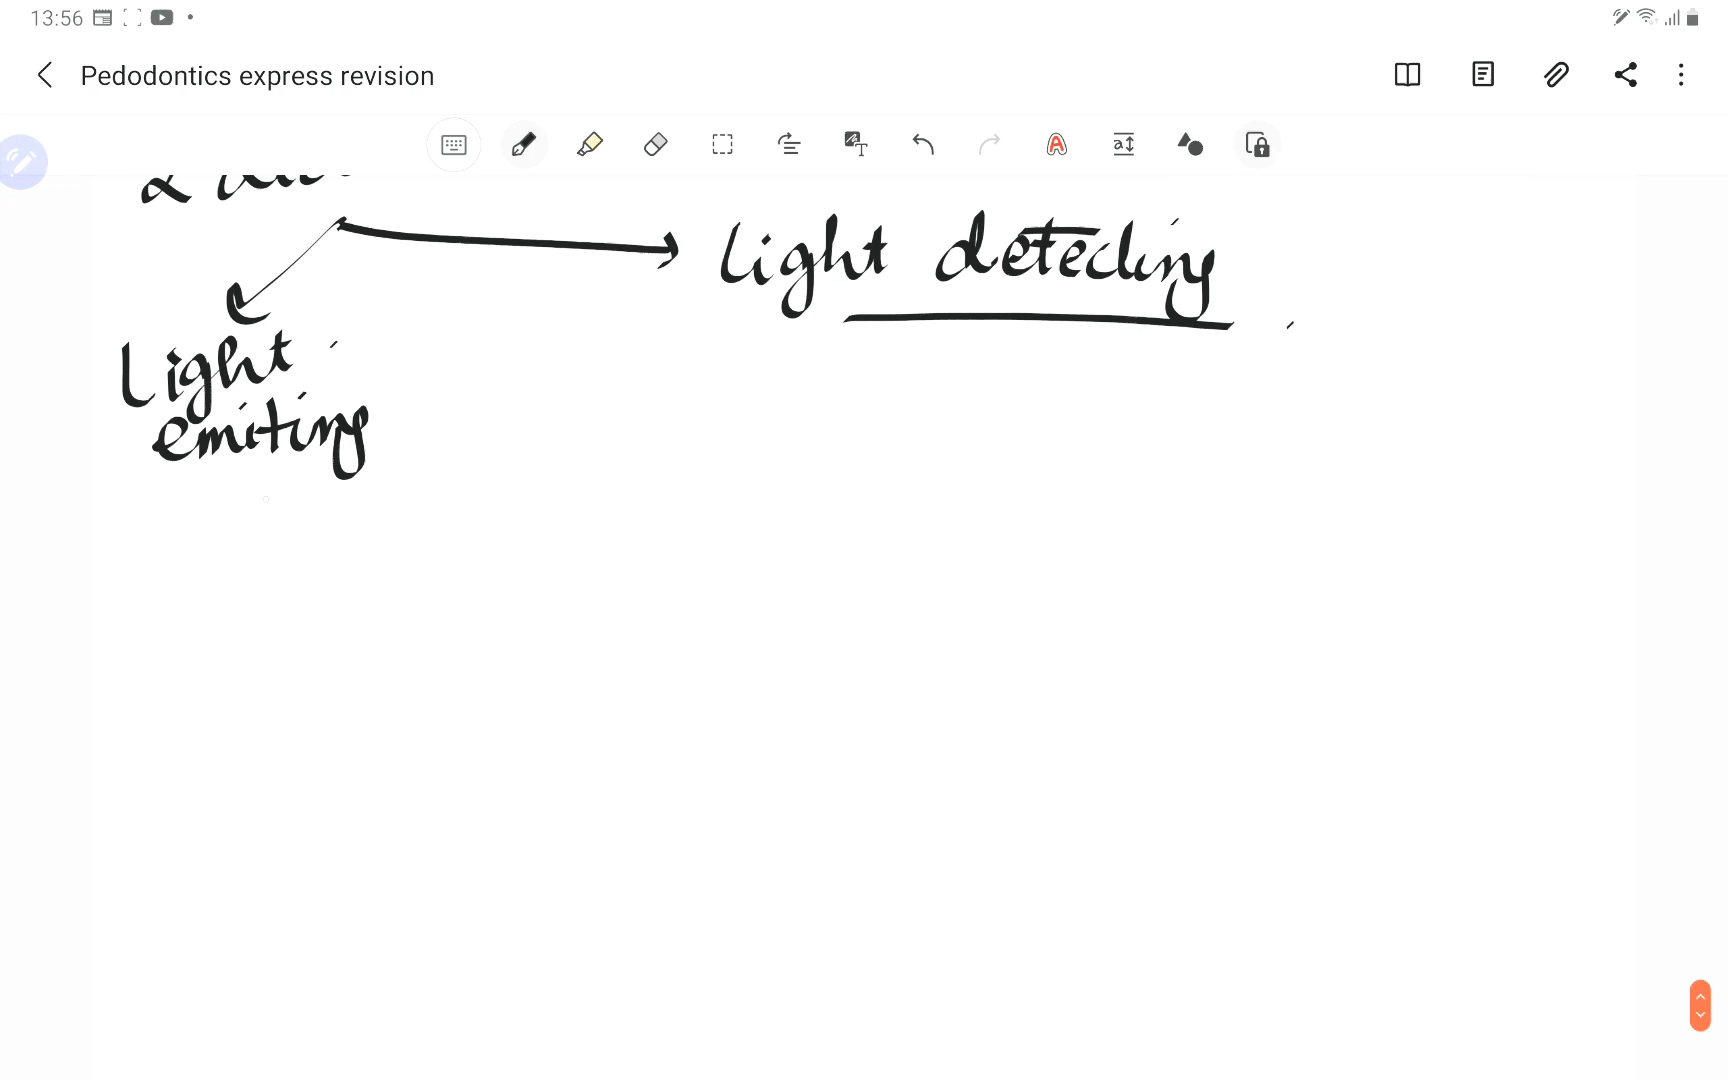 13:56
Pedodontics express revision
Light detecting
Light
emiting